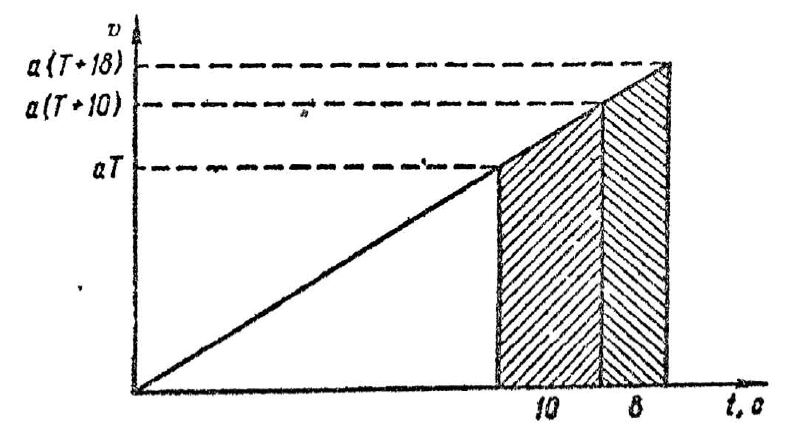 v
a(T+18)
a(T+10)
aT
10 8 t, c